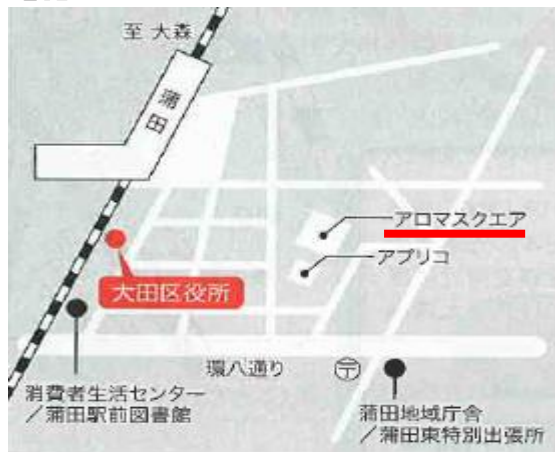 至 大森
蒲田
アロマスクエア
アプリコ
大田区役所
環八通り
〒
消費者生活センター
/蒲田駅前図書館
蒲田地域庁舎
/蒲田東特別出張所